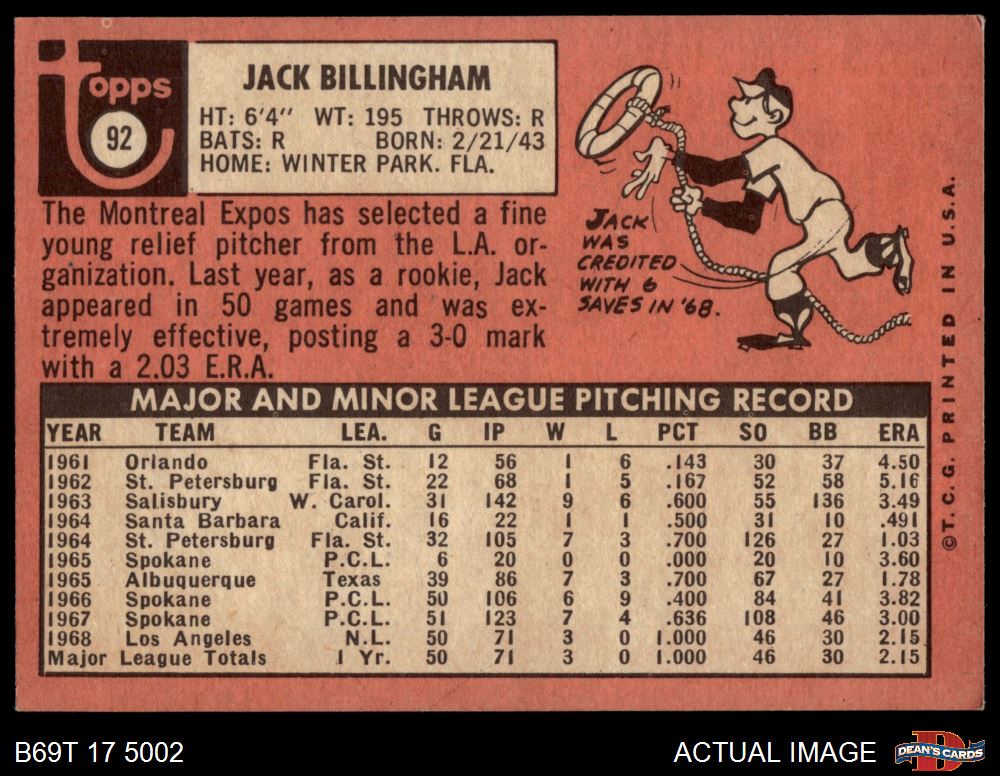 Topps
92
JACK BILLINGHAM
HT: 6'4" WT: 195 THROWS: R
BATS: R BORN: 2/21/43
HOME: WINTER PARK. FLA.
The Montreal Expos has selected a fine
young relief pitcher from the L.A. or-
ganization. Last year, as a rookie, Jack
appeared in 50 games and was ex-
tremely effective, posting a 3-0 mark
with a 2.03 E.R.A.
JACK
WAS
CREDITED
WITH 6
SAVES IN '68.
©T.C.G. PRINTED IN U.S.A.
MAJOR AND MINOR LEAGUE PITCHING RECORD
YEAR TEAM LEA. G IP W L PCT SO BB ERA
1961 Orlando Fla. St. 12 56 1 6 .143 30 37 4.50
1962 St. Petersburg Fla. St. 22 68 1 5 .167 52 58 5.16
1963 Salisbury W. Carol. 31 142 9 6 .600 55 136 3.49
1964 Santa Barbara Calif. 16 22 1 1 .500 31 10 .491
1964 St. Petersburg Fla. St. 32 105 7 3 .700 126 27 1.03
1965 Spokane P.C.L. 6 20 0 0 .000 20 10 3.60
1965 Albuquerque Texas 39 86 7 3 .700 67 27 1.78
1966 Spokane P.C.L. 50 106 6 9 .400 84 41 3.82
1967 Spokane P.C.L. 51 123 7 4 .636 108 46 3.00
1968 Los Angeles N.L. 50 71 3 0 1.000 46 30 2.15
Major League Totals 1 Yr. 50 71 3 0 1.000 46 30 2.15
B69T 17 5002
ACTUAL IMAGE
DEAN'S CARDS